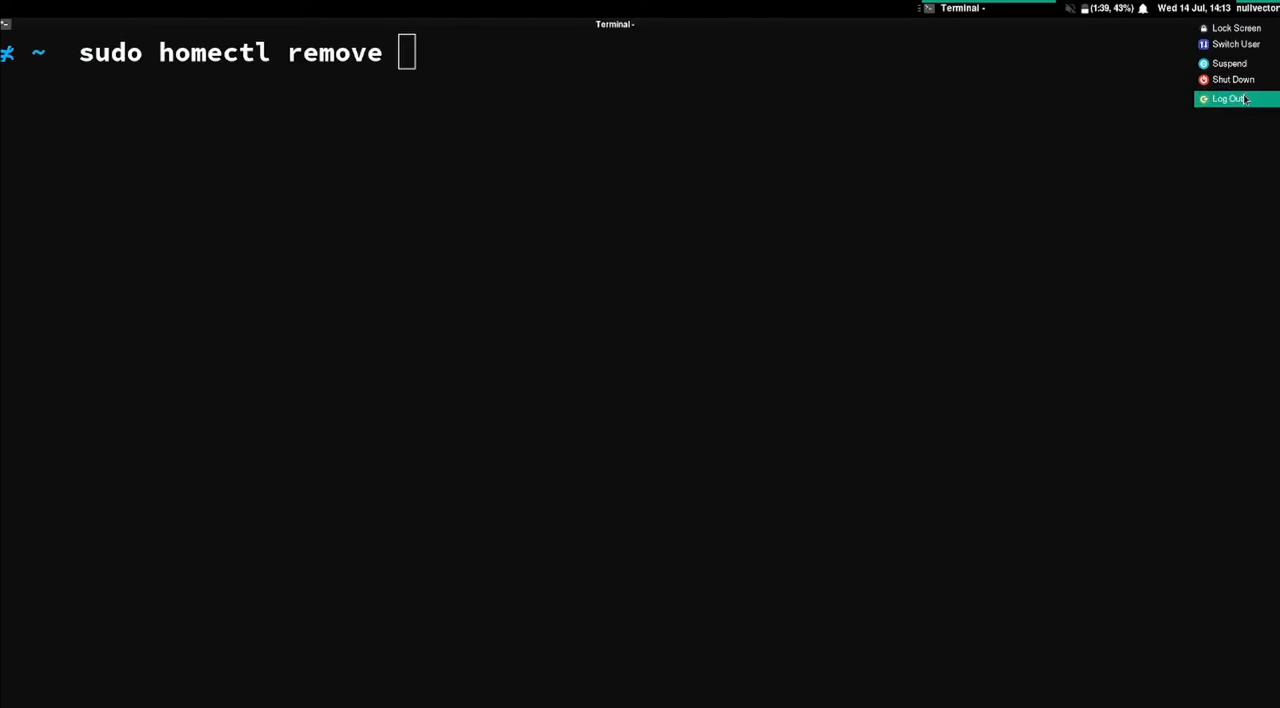 Terminal -
(1:39, 43%)
Wed 14 Jul, 14:13
nullvector
Terminal -
≠ ~ sudo homectl remove
Lock Screen
Switch User
Suspend
Shut Down
Log Out